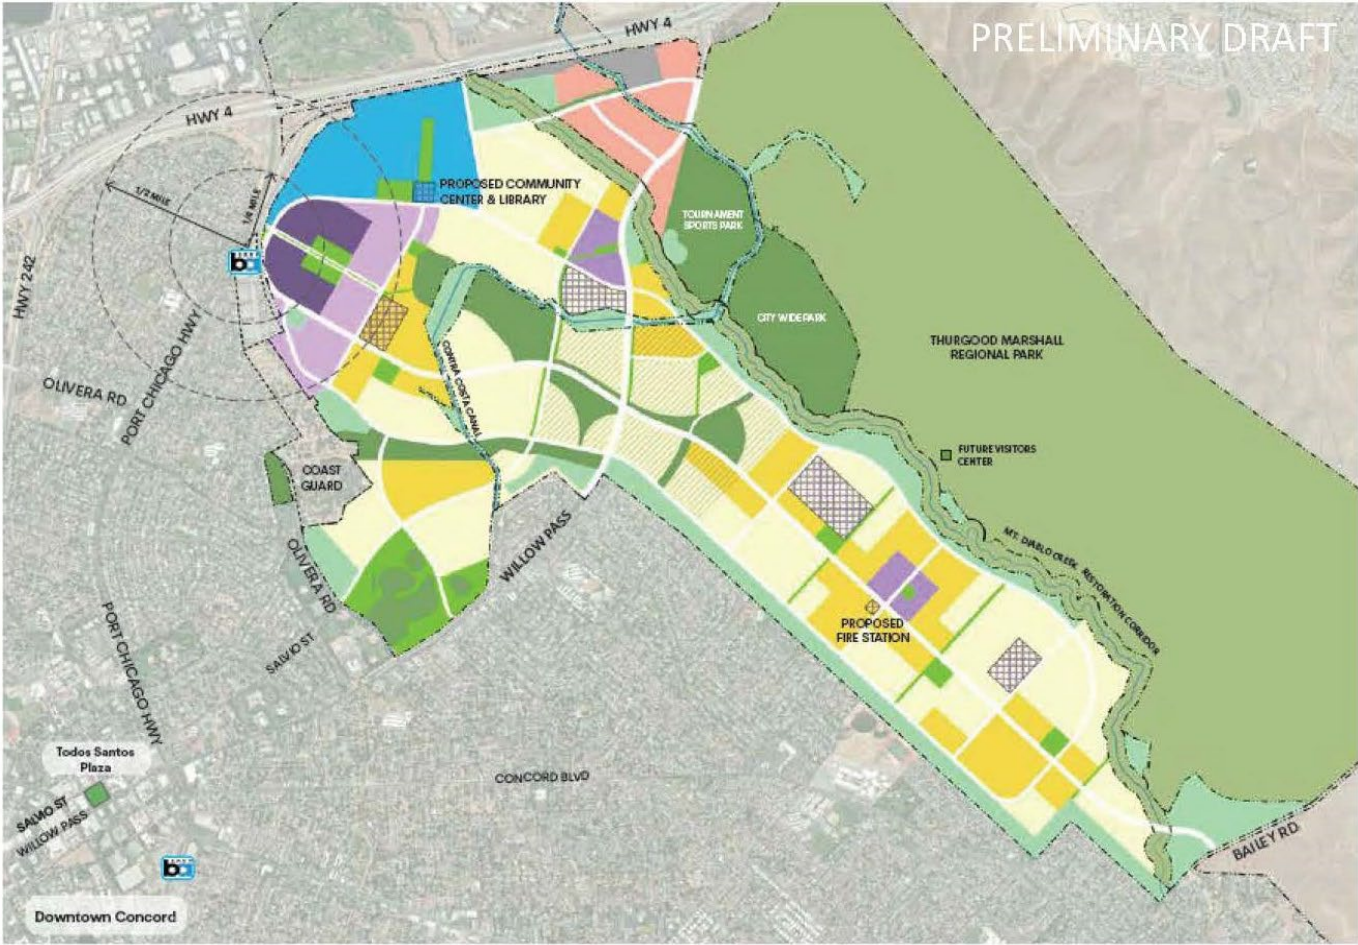 PRELIMINARY DRAFT
HWY 4
HWY 4
1/2 MILE
1/4 MILE
PROPOSED COMMUNITY
CENTER & LIBRARY
TOURNAMENT
SPORTS PARK
ba
HWY 242
CITY WIDE PARK
THURGOOD MARSHALL
REGIONAL PARK
PORT CHICAGO HWY
OLIVERA RD
CONTRA COSTA CANAL
FUTURE VISITORS
CENTER
COAST
GUARD
WILLOW PASS
MT. DIABLO CREEK RESTORATION CORRIDOR
OLIVERA RD
PROPOSED
FIRE STATION
SALVIO ST
PORT CHICAGO HWY
Todos Santos
Plaza
CONCORD BLVD
SALVIO ST
WILLOW PASS
BAILEY RD
ba
Downtown Concord